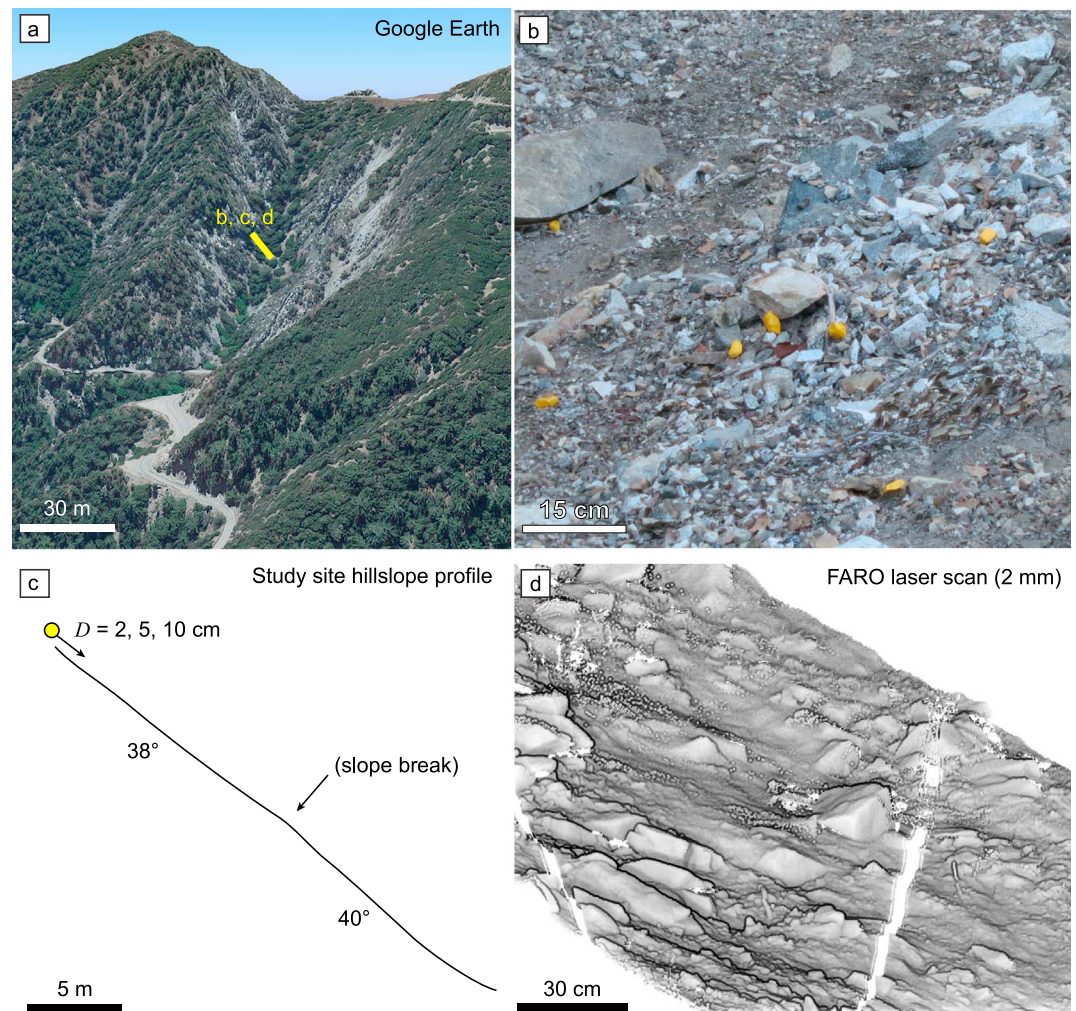 a
Google Earth
b, c, d
30 m
b
15 cm
c
Study site hillslope profile
D = 2, 5, 10 cm
38°
(slope break)
40°
5 m
d
FARO laser scan (2 mm)
30 cm